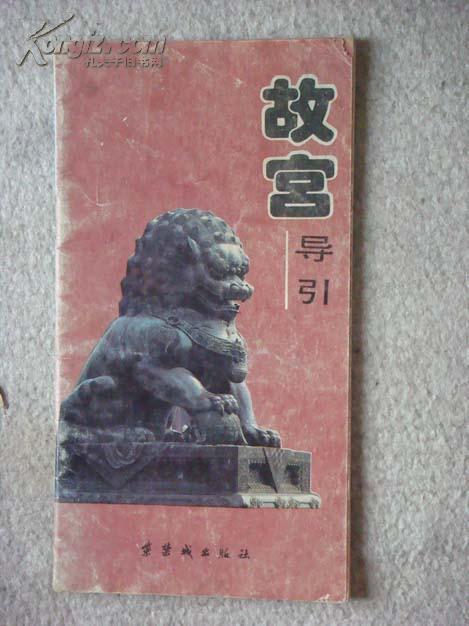 Kongfz.com
孔夫子旧书网
故宫
导引
紫禁城出版社